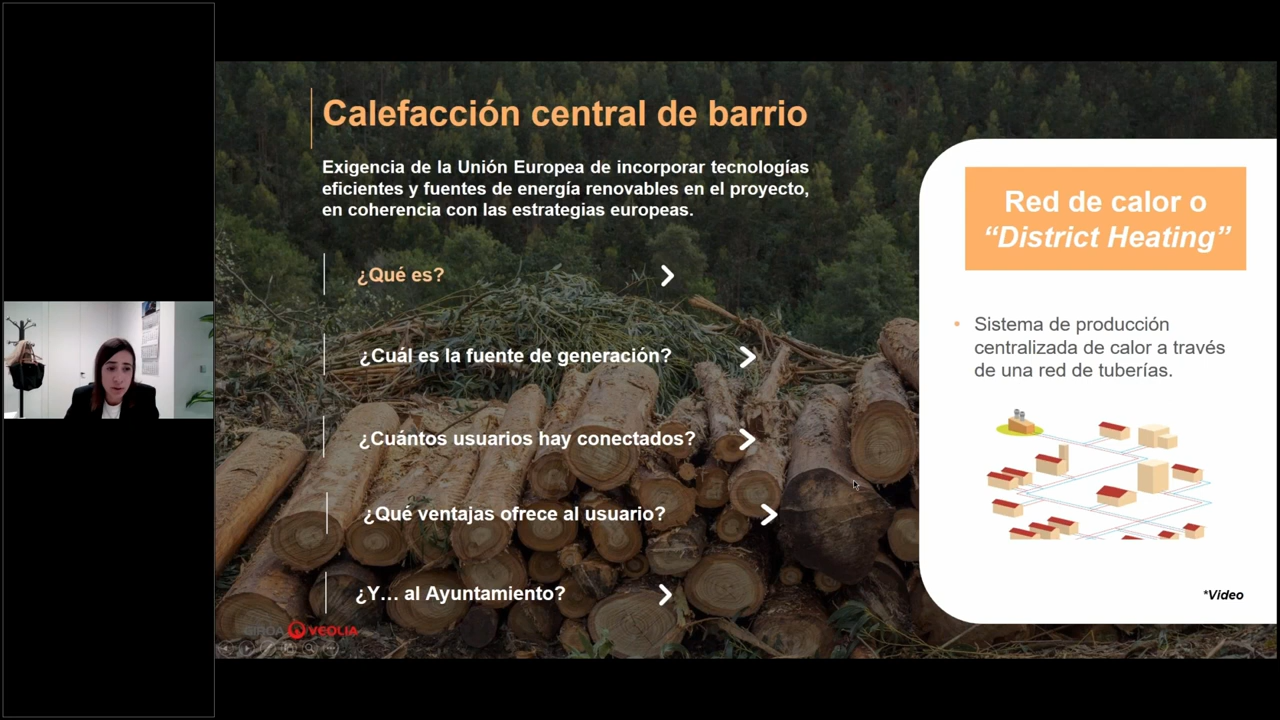 Calefacción central de barrio
Exigencia de la Unión Europea de incorporar tecnologías
eficientes y fuentes de energía renovables en el proyecto,
en coherencia con las estrategias europeas.
¿Qué es?
¿Cuál es la fuente de generación?
¿Cuántos usuarios hay conectados?
¿Qué ventajas ofrece al usuario?
¿Y… al Ayuntamiento?
GIROA VEOLIA
Red de calor o
“District Heating”
• Sistema de producción
centralizada de calor a través
de una red de tuberías.
*Video